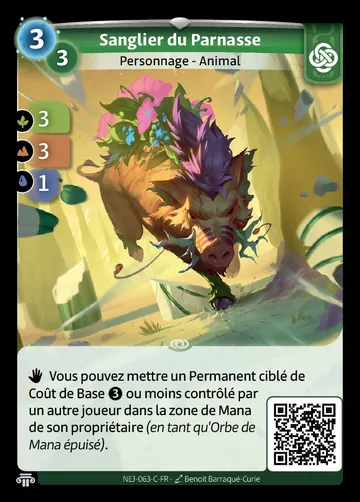 3
3
Sanglier du Parnasse
Personnage - Animal
3
3
1
Vous pouvez mettre un Permanent ciblé de
Coût de Base 3 ou moins contrôlé par
un autre joueur dans la zone de Mana
de son propriétaire (en tant qu'Orbe de
Mana épuisé).
NEJ-063-C-FR - Benoit Barraqué-Curie